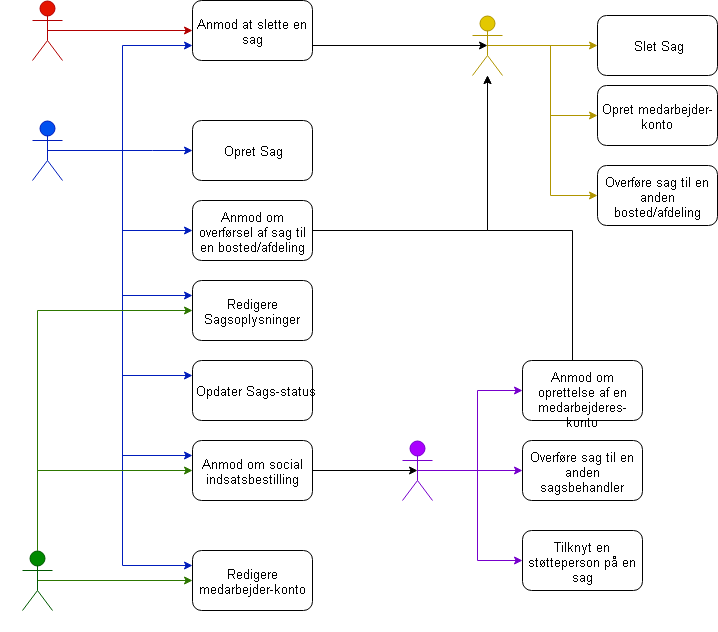 Anmod at slette en
sag
Opret Sag
Anmod om
overførsel af sag til
en bosted/afdeling
Redigere
Sagsoplysninger
Opdater Sags-status
Anmod om social
indsatsbestilling
Redigere
medarbejder-konto
Slet Sag
Opret medarbejder-
konto
Overføre sag til en
anden
bosted/afdeling
Anmod om
oprettelse af en
medarbejderes-
konto
Overføre sag til en
anden
sagsbehandler
Tilknyt en
støtteperson på en
sag